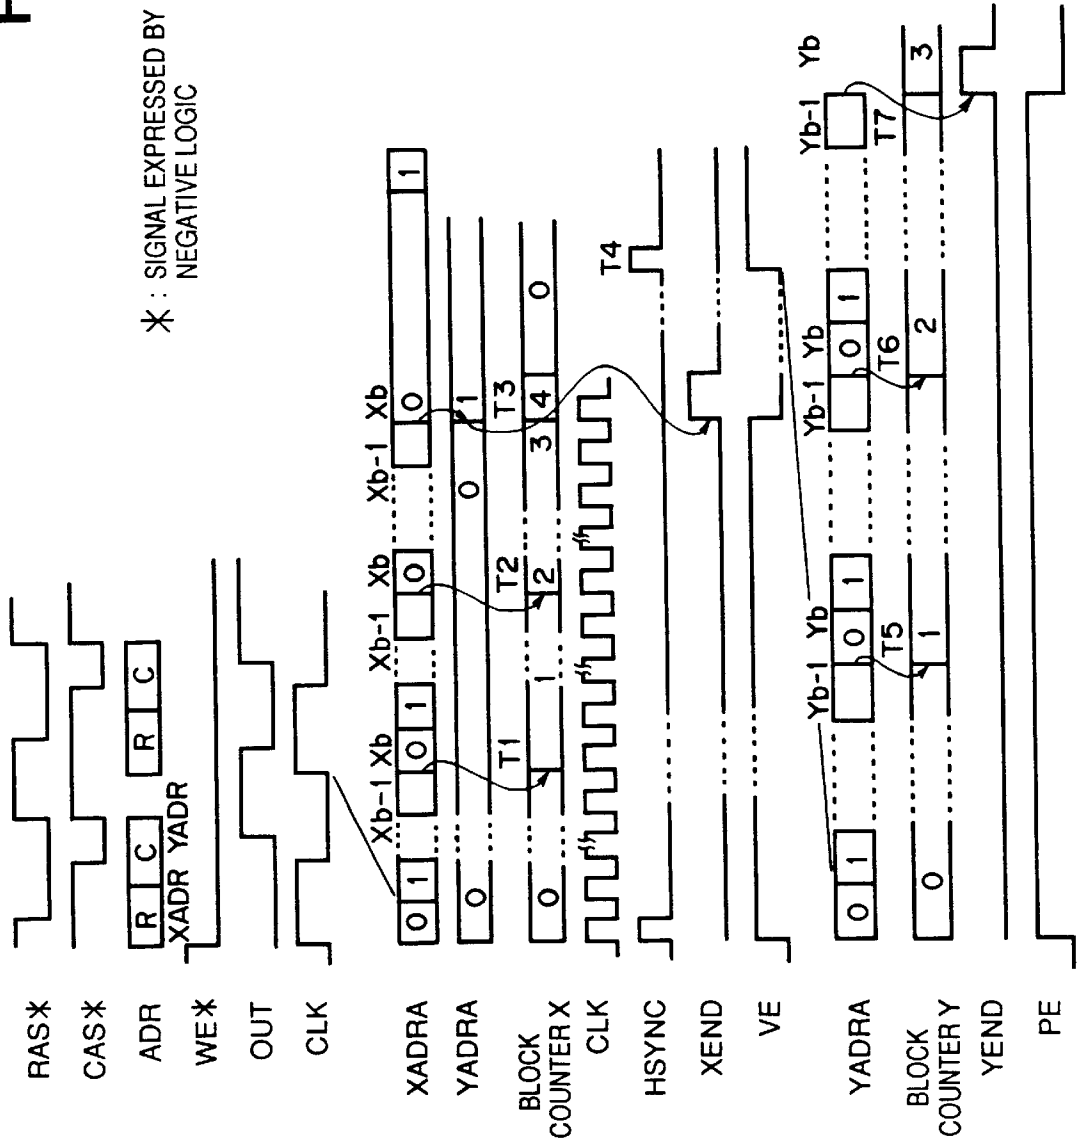 ✳ : SIGNAL EXPRESSED BY
NEGATIVE LOGIC
RAS✳
CAS✳
ADR
R C R C
XADR YADR
WE✳
OUT
CLK
Xb-1 Xb Xb-1 Xb Xb-1 Xb
XADRA
0 1 0 1 0 0 1
YADRA
0 0 1
T1 T2 T3
BLOCK
COUNTER X
0 1 2 3 4 0
CLK
T4
HSYNC
XEND
VE
Yb-1 Yb Yb-1 Yb Yb-1 Yb
YADRA
0 1 0 1 0 1
T5 T6 T7
BLOCK
COUNTER Y
0 1 2 3
YEND
PE